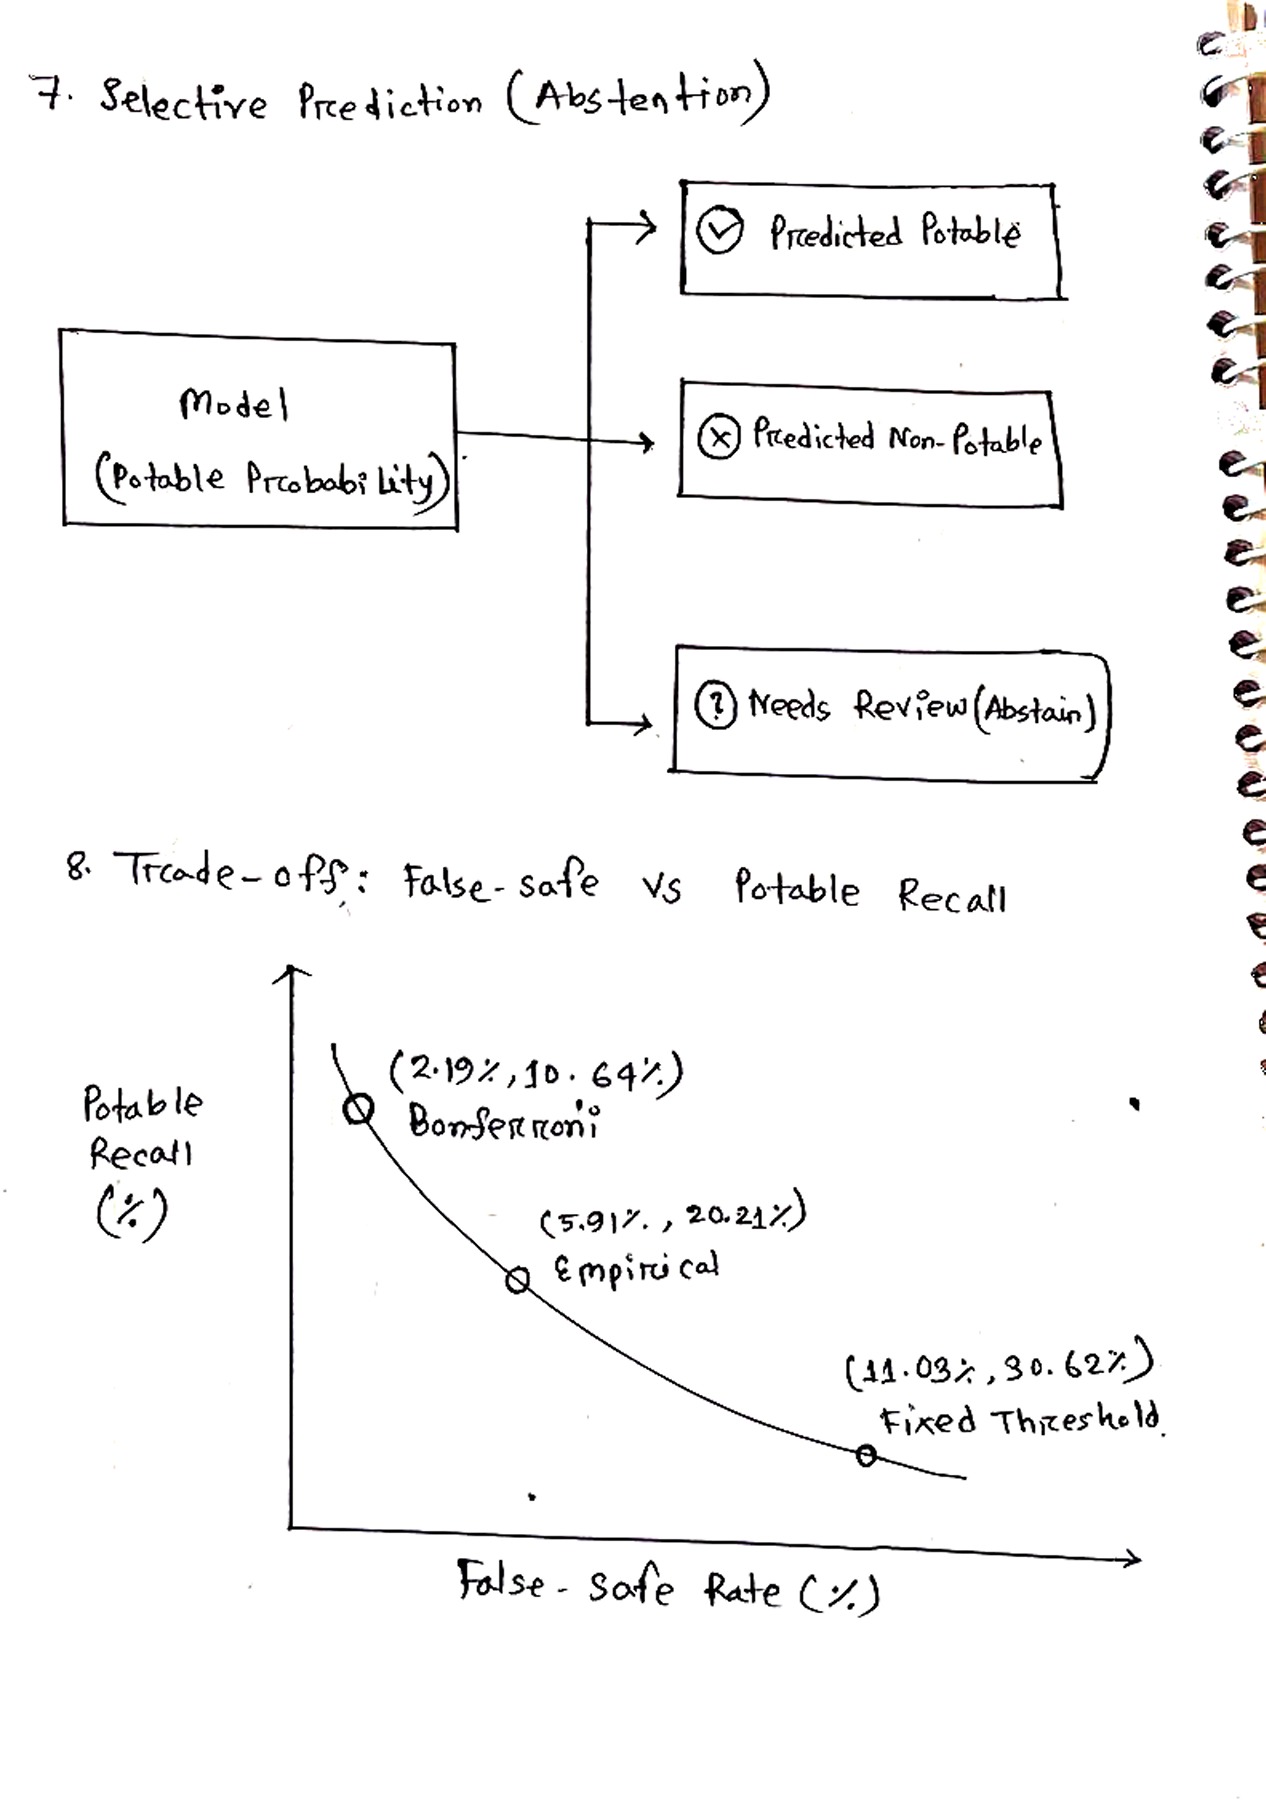 7. Selective Prediction (Abstention)
Predicted Potable
Model
(Potable Probability)
Predicted Non-Potable
? Needs Review (Abstain)
8. Trade-off: False-safe vs Potable Recall
(2.19%, 10.64%)
Bonferroni
Potable
Recall
(%)
(5.91%, 20.21%)
Empirical
(11.03%, 30.62%)
Fixed Threshold.
False-safe Rate (%)